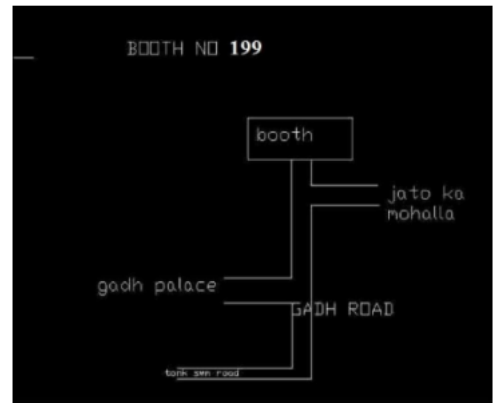 BOOTH NO 199
booth
jato ka
mohalla
gadh palace
GADH ROAD
tonk swm road